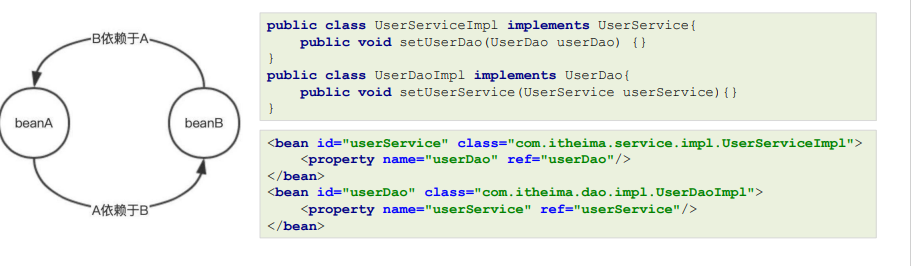 B依赖于A
beanA
beanB
A依赖于B
public class UserServiceImpl implements UserService{
    public void setUserDao(UserDao userDao) {}
}
public class UserDaoImpl implements UserDao{
    public void setUserService(UserService userService){}
}
<bean id="userService" class="com.itheima.service.impl.UserServiceImpl">
    <property name="userDao" ref="userDao"/>
</bean>
<bean id="userDao" class="com.itheima.dao.impl.UserDaoImpl">
    <property name="userService" ref="userService"/>
</bean>